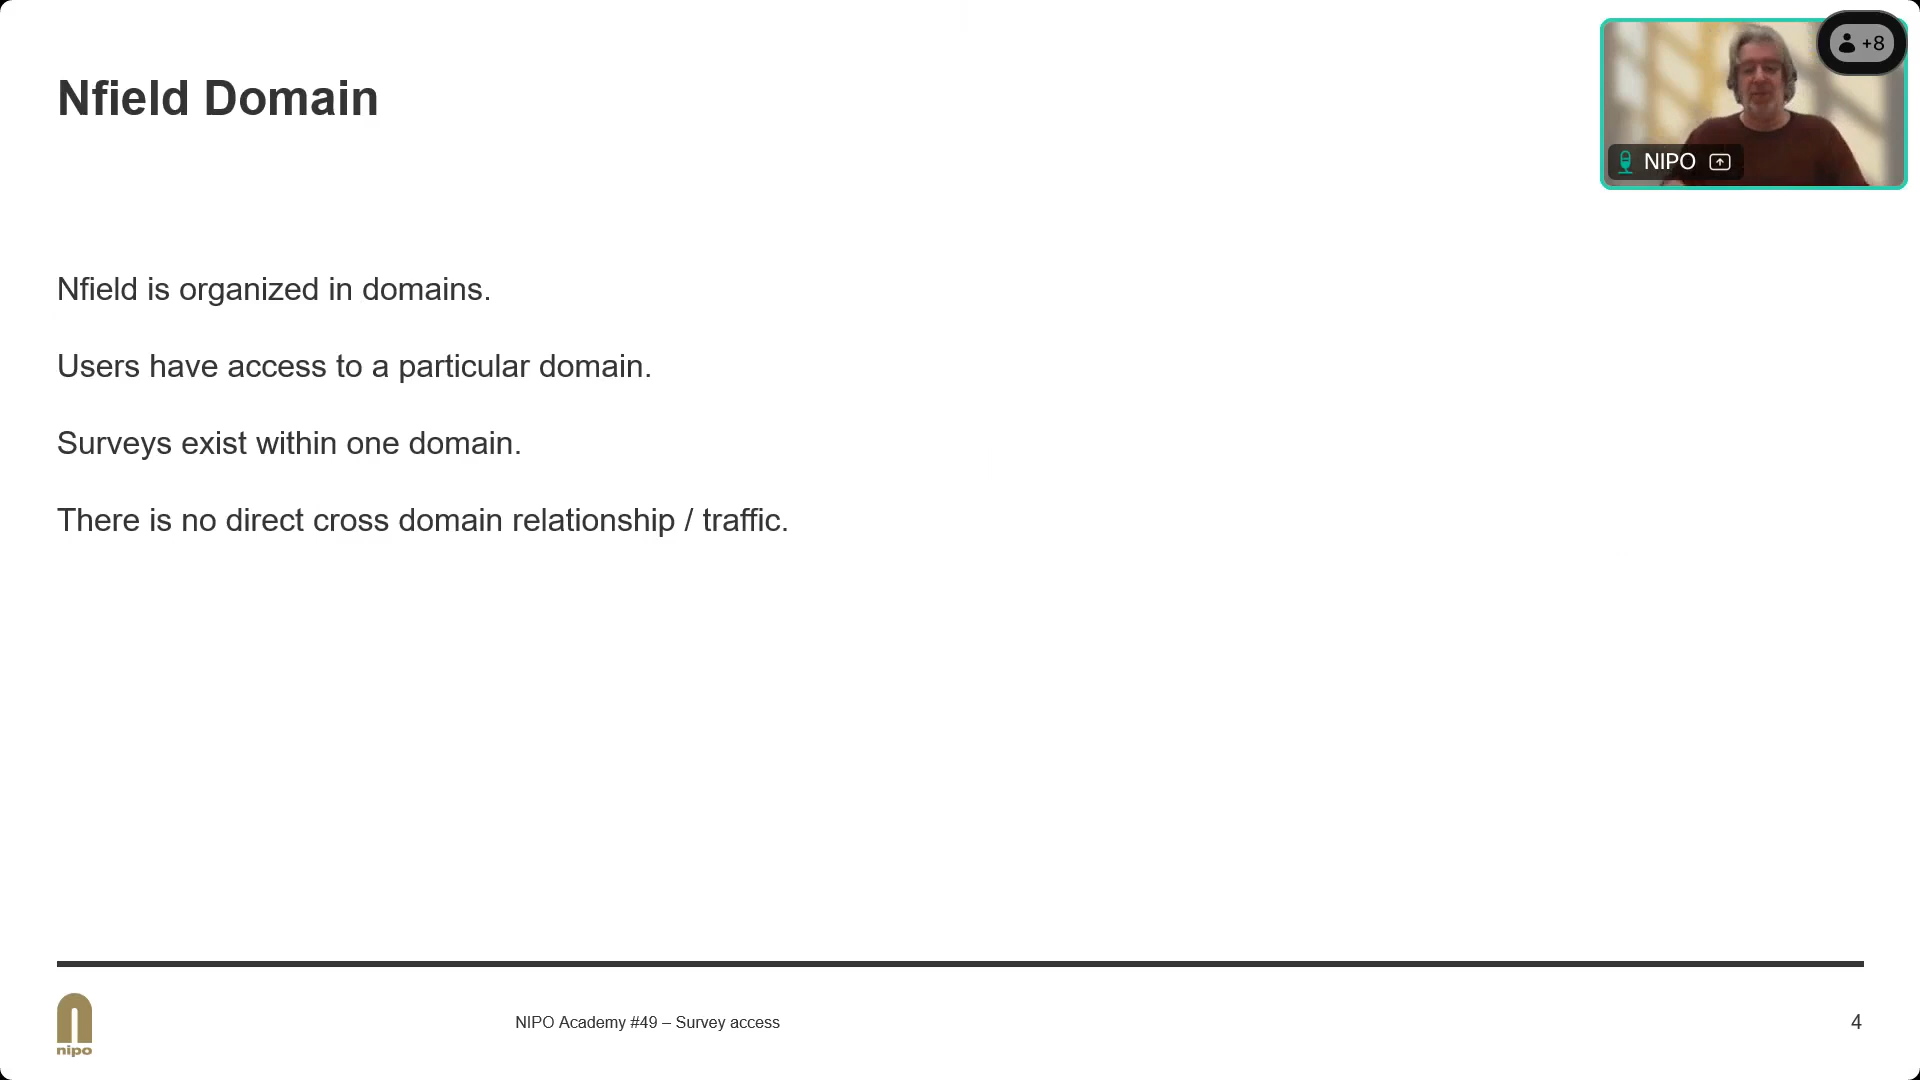 Nfield Domain
+8
NIPO
Nfield is organized in domains.
Users have access to a particular domain.
Surveys exist within one domain.
There is no direct cross domain relationship / traffic.
nipo
NIPO Academy #49 – Survey access
4